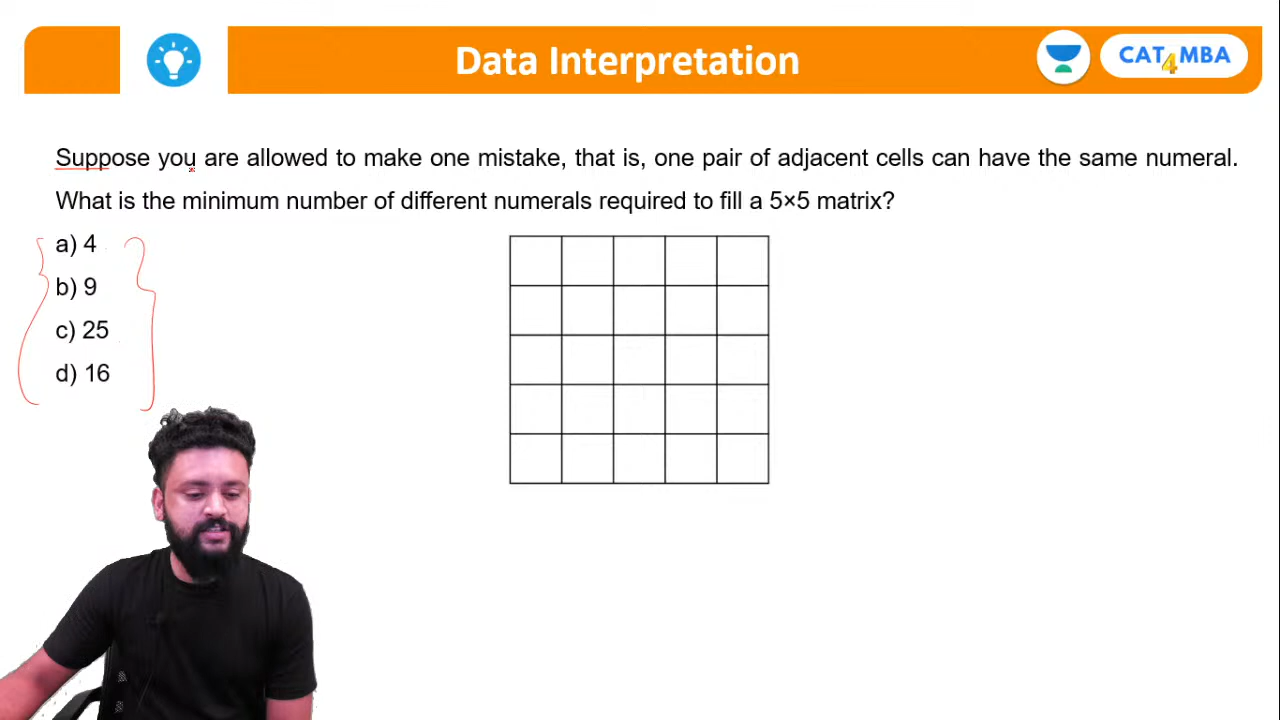 Data Interpretation
CAT4MBA
Suppose you are allowed to make one mistake, that is, one pair of adjacent cells can have the same numeral.
What is the minimum number of different numerals required to fill a 5×5 matrix?
a) 4
b) 9
c) 25
d) 16